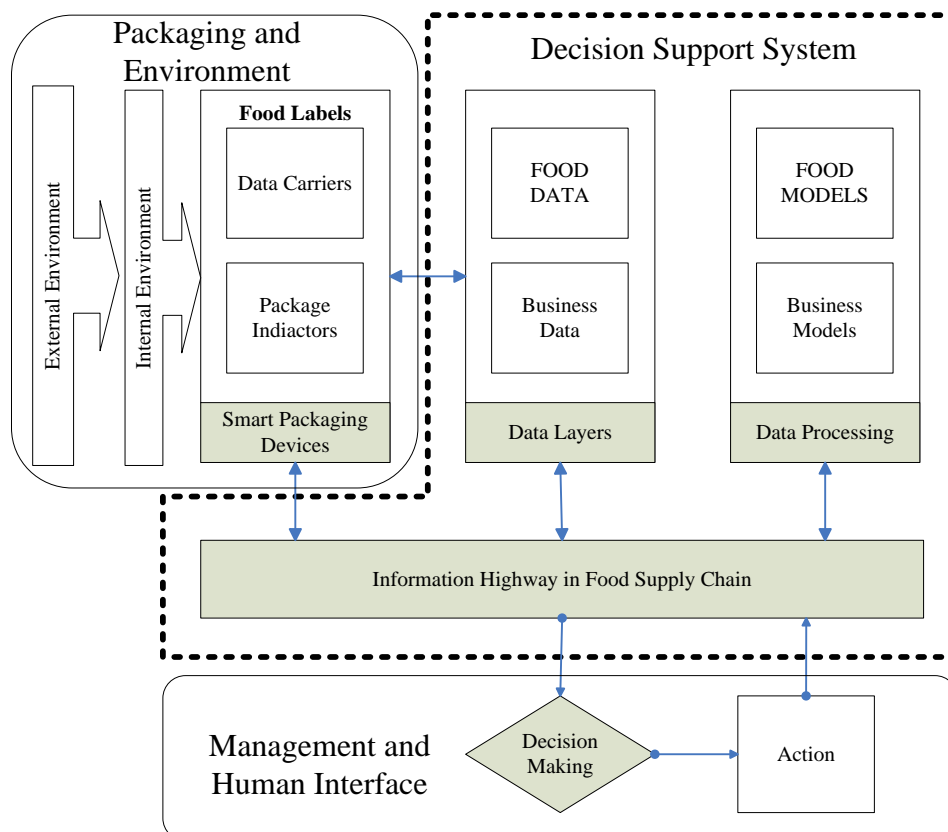 Packaging and
Environment
Decision Support System
External Environment
Internal Environment
Food Labels
Data Carriers
Package
Indiactors
Smart Packaging
Devices
FOOD
DATA
Business
Data
Data Layers
FOOD
MODELS
Business
Models
Data Processing
Information Highway in Food Supply Chain
Management and
Human Interface
Decision
Making
Action